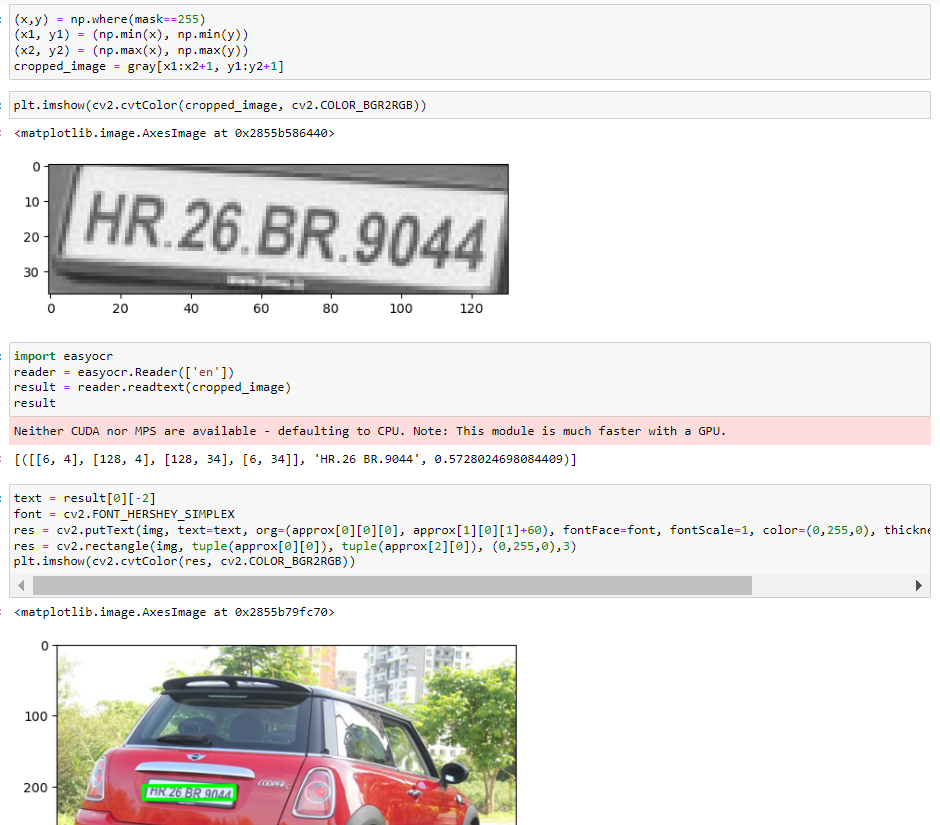 (x,y) = np.where(mask==255)
(x1, y1) = (np.min(x), np.min(y))
(x2, y2) = (np.max(x), np.max(y))
cropped_image = gray[x1:x2+1, y1:y2+1]
plt.imshow(cv2.cvtColor(cropped_image, cv2.COLOR_BGR2RGB))
<matplotlib.image.AxesImage at 0x2855b586440>
0
10
20
30
HR.26.BR.9044
0 20 40 60 80 100 120
import easyocr
reader = easyocr.Reader(['en'])
result = reader.readtext(cropped_image)
result
Neither CUDA nor MPS are available - defaulting to CPU. Note: This module is much faster with a GPU.
[([[6, 4], [128, 4], [128, 34], [6, 34]], 'HR.26 BR.9044', 0.5728024698084409)]
text = result[0][-2]
font = cv2.FONT_HERSHEY_SIMPLEX
res = cv2.putText(img, text=text, org=(approx[0][0][0], approx[1][0][1]+60), fontFace=font, fontScale=1, color=(0,255,0), thickne
res = cv2.rectangle(img, tuple(approx[0][0]), tuple(approx[2][0]), (0,255,0),3)
plt.imshow(cv2.cvtColor(res, cv2.COLOR_BGR2RGB))
<matplotlib.image.AxesImage at 0x2855b79fc70>
0
100
200
COOPER
HR.26.BR.9044